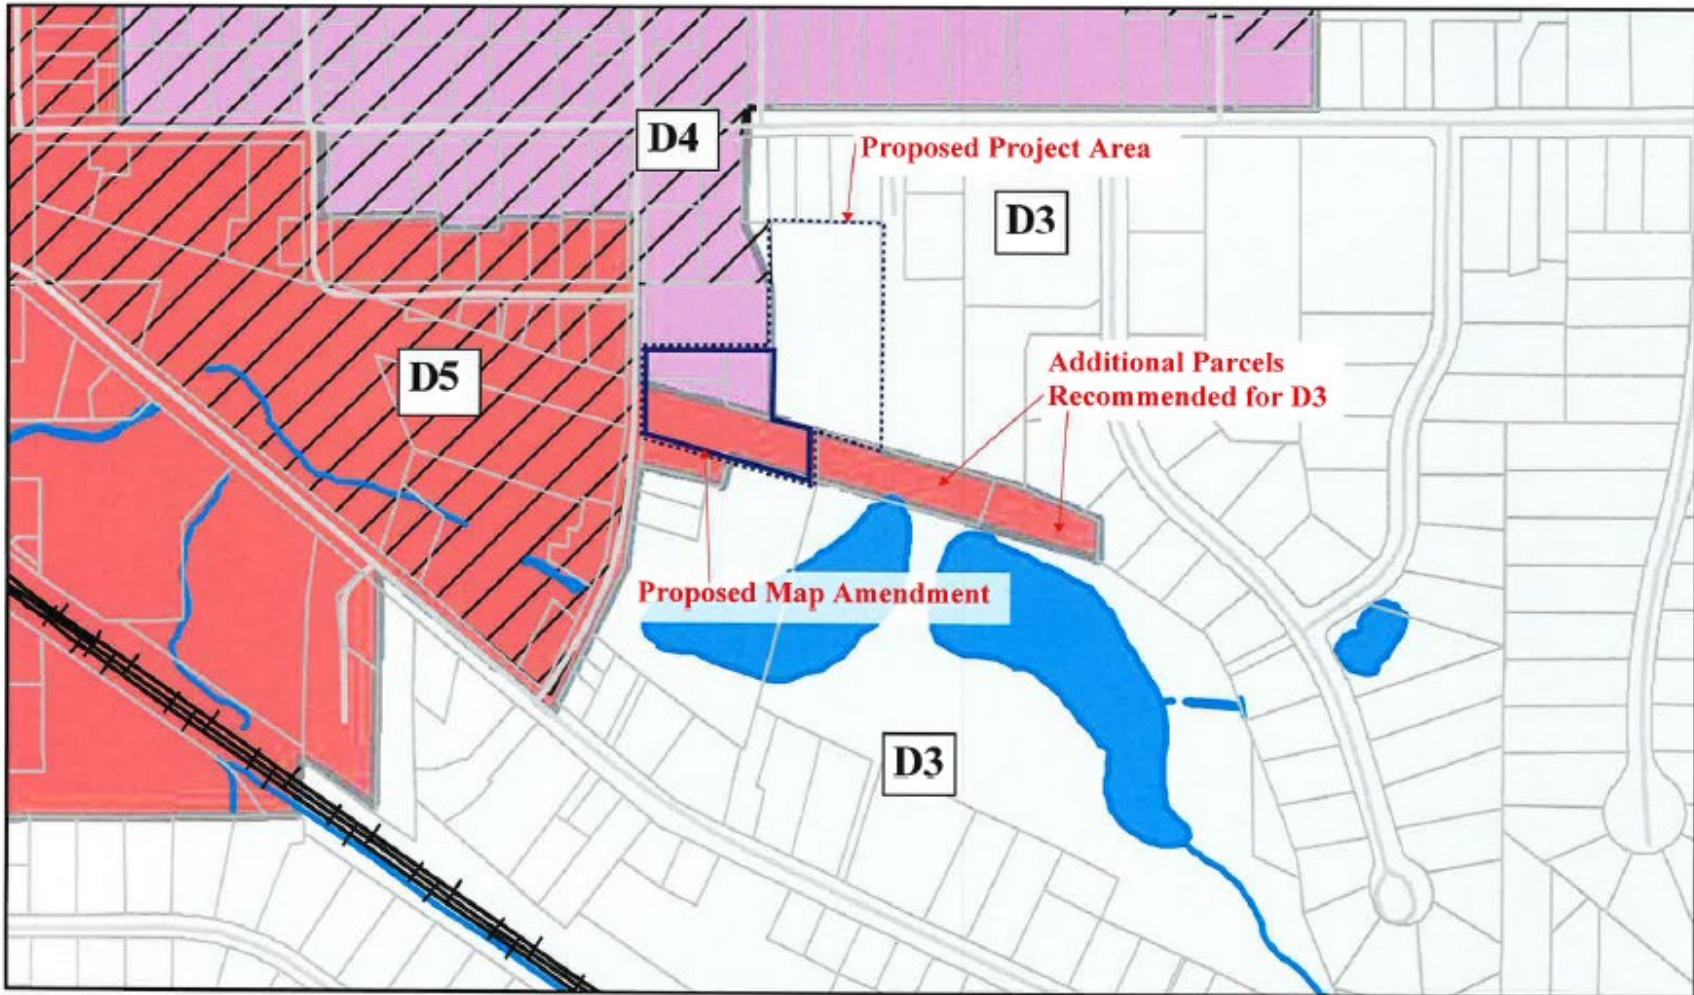 D4
Proposed Project Area
D3
Additional Parcels
Recommended for D3
D5
Proposed Map Amendment
D3